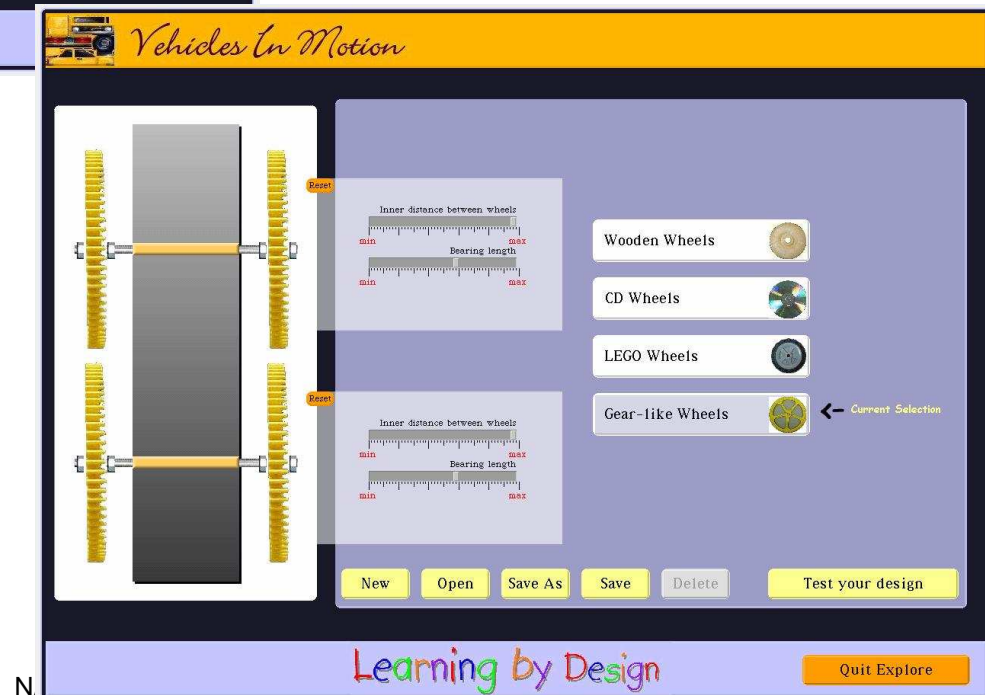 Vehicles In Motion
Reset
Inner distance between wheels
min max
Bearing length
min max
Wooden Wheels
CD Wheels
LEGO Wheels
Gear-like Wheels
Current Selection
Reset
Inner distance between wheels
min max
Bearing length
min max
New Open Save As Save Delete Test your design
Learning by Design
Quit Explore